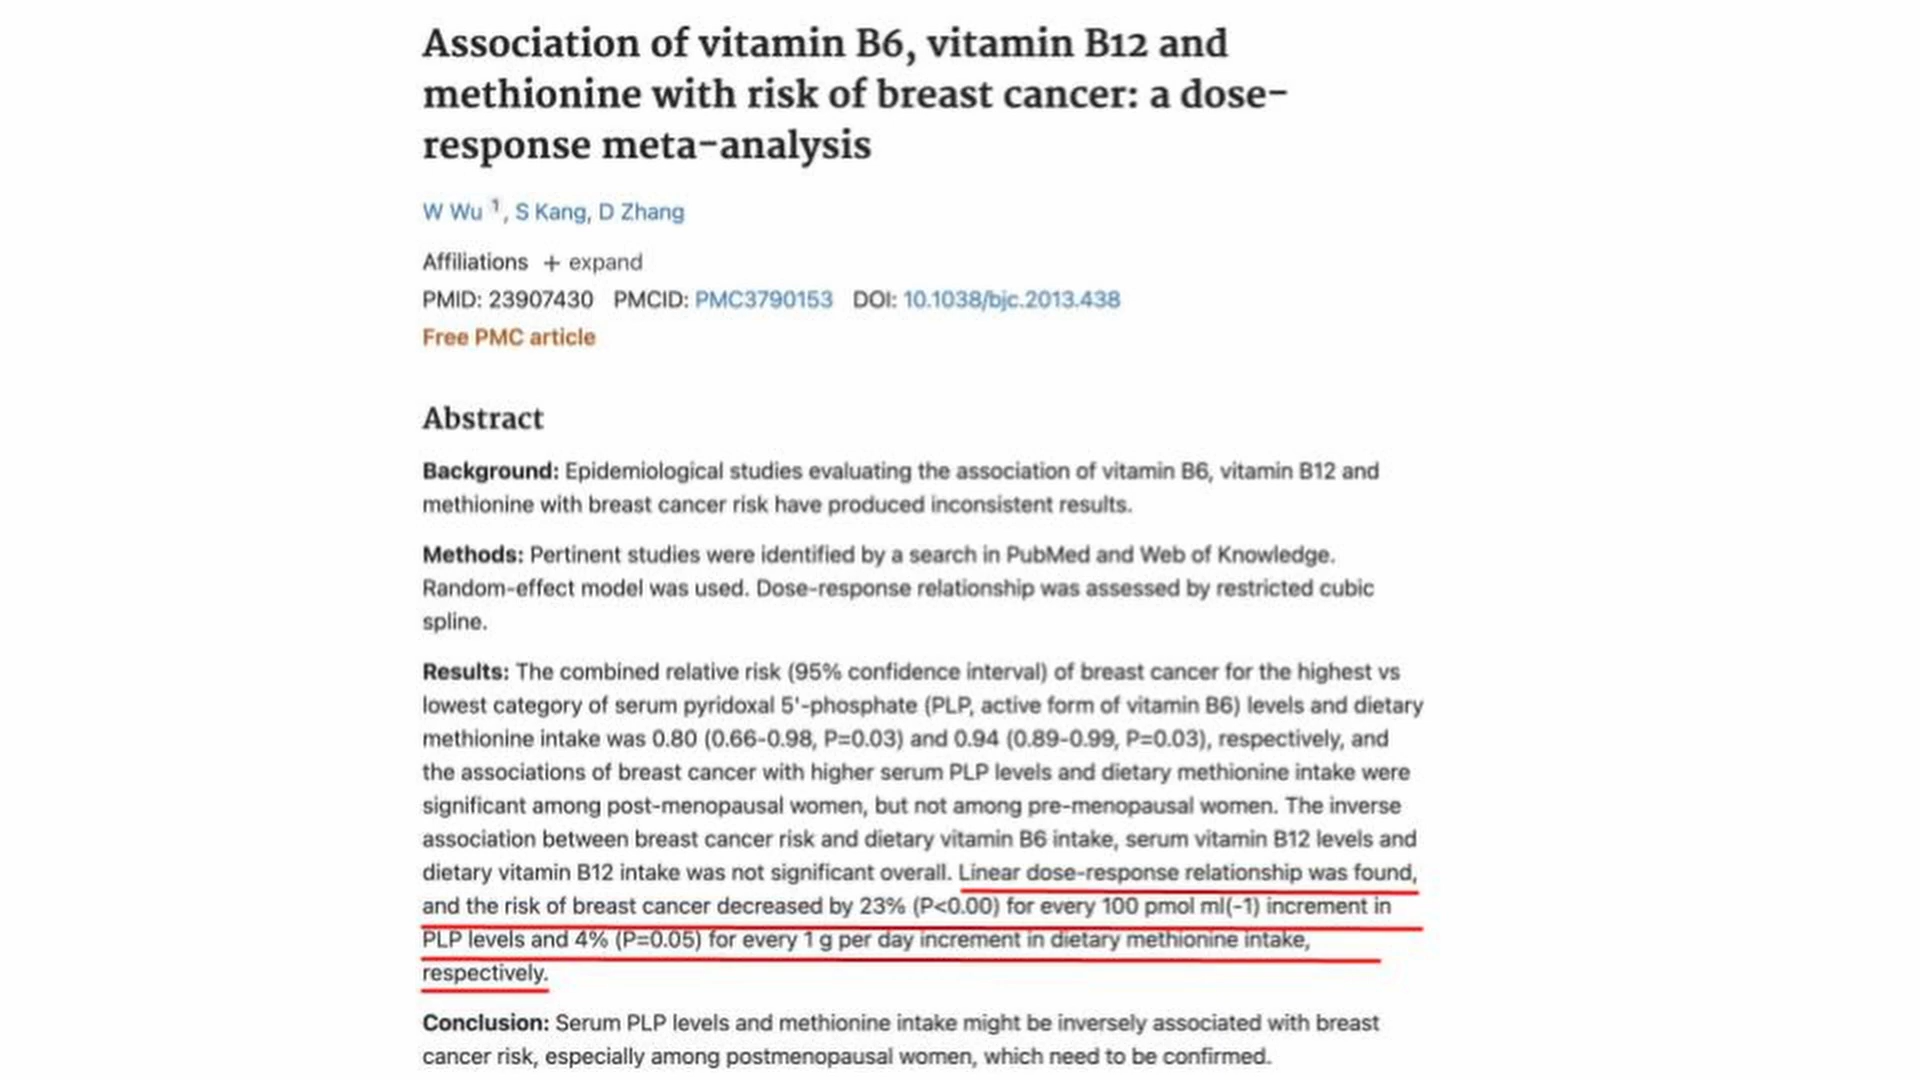 Association of vitamin B6, vitamin B12 and
methionine with risk of breast cancer: a dose-
response meta-analysis
W Wu 1, S Kang, D Zhang
Affiliations + expand
PMID: 23907430 PMCID: PMC3790153 DOI: 10.1038/bjc.2013.438
Free PMC article
Abstract
Background: Epidemiological studies evaluating the association of vitamin B6, vitamin B12 and
methionine with breast cancer risk have produced inconsistent results.
Methods: Pertinent studies were identified by a search in PubMed and Web of Knowledge.
Random-effect model was used. Dose-response relationship was assessed by restricted cubic
spline.
Results: The combined relative risk (95% confidence interval) of breast cancer for the highest vs
lowest category of serum pyridoxal 5'-phosphate (PLP, active form of vitamin B6) levels and dietary
methionine intake was 0.80 (0.66-0.98, P=0.03) and 0.94 (0.89-0.99, P=0.03), respectively, and
the associations of breast cancer with higher serum PLP levels and dietary methionine intake were
significant among post-menopausal women, but not among pre-menopausal women. The inverse
association between breast cancer risk and dietary vitamin B6 intake, serum vitamin B12 levels and
dietary vitamin B12 intake was not significant overall. Linear dose-response relationship was found,
and the risk of breast cancer decreased by 23% (P<0.00) for every 100 pmol ml(-1) increment in
PLP levels and 4% (P=0.05) for every 1 g per day increment in dietary methionine intake,
respectively.
Conclusion: Serum PLP levels and methionine intake might be inversely associated with breast
cancer risk, especially among postmenopausal women, which need to be confirmed.